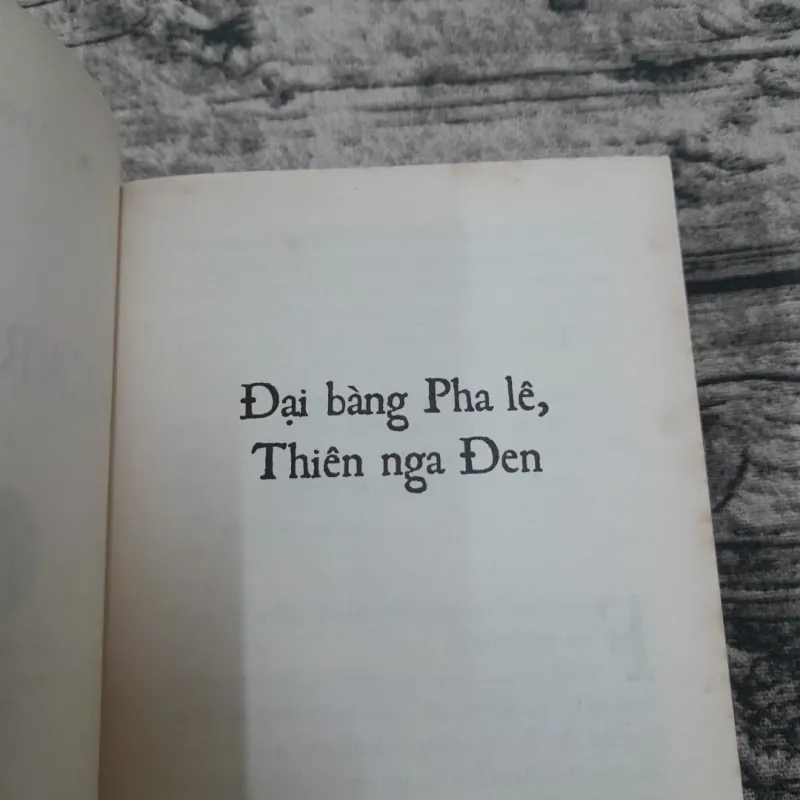 Đại bàng Pha lê,
Thiên nga Đen